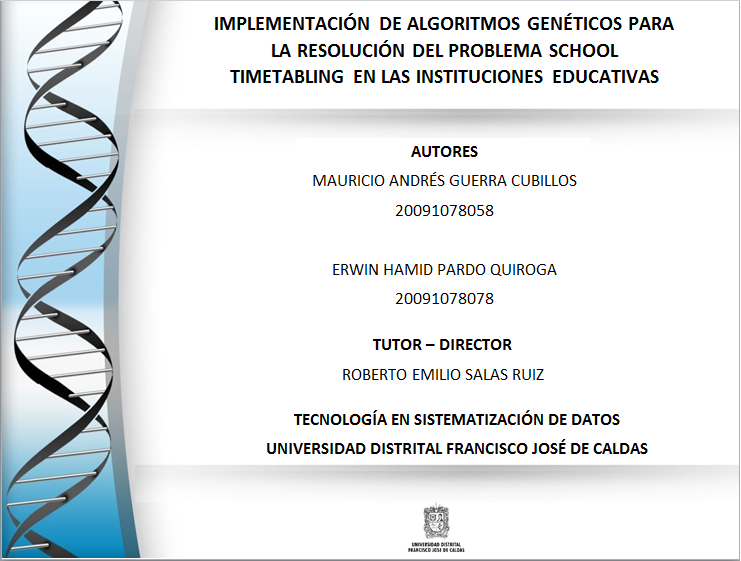 IMPLEMENTACIÓN DE ALGORITMOS GENÉTICOS PARA
LA RESOLUCIÓN DEL PROBLEMA SCHOOL
TIMETABLING EN LAS INSTITUCIONES EDUCATIVAS
AUTORES
MAURICIO ANDRÉS GUERRA CUBILLOS
20091078058
ERWIN HAMID PARDO QUIROGA
20091078078
TUTOR – DIRECTOR
ROBERTO EMILIO SALAS RUIZ
TECNOLOGÍA EN SISTEMATIZACIÓN DE DATOS
UNIVERSIDAD DISTRITAL FRANCISCO JOSÉ DE CALDAS
UNIVERSIDAD DISTRITAL
FRANCISCO JOSE DE CALDAS